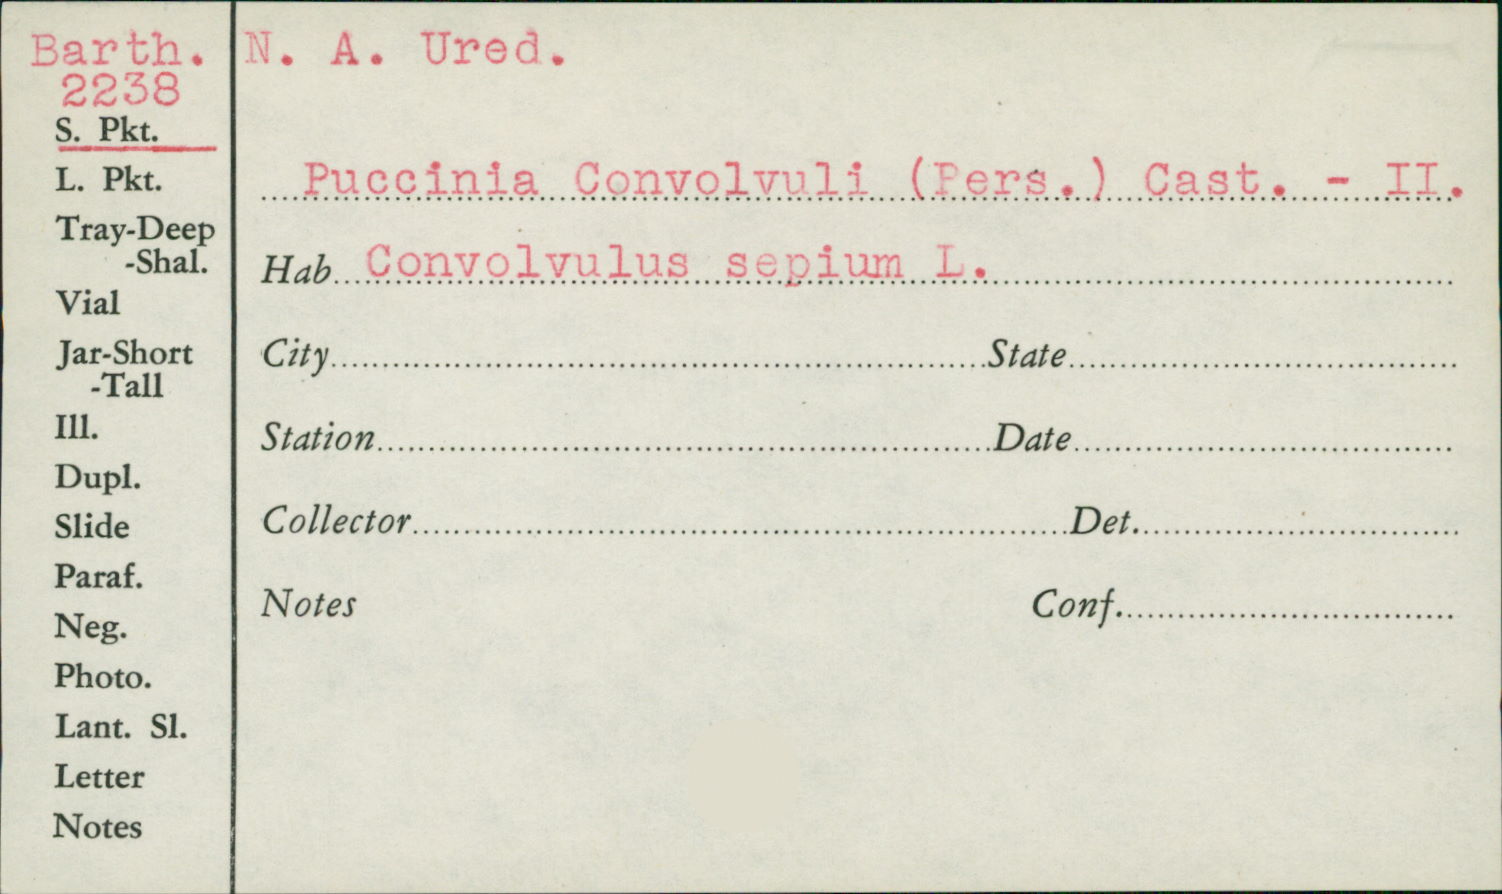 Barth. N. A. Ured.
2238
S. Pkt.
L. Pkt.
Tray-Deep
-Shal.
Vial
Jar-Short
-Tall
Ill.
Dupl.
Slide
Paraf.
Neg.
Photo.
Lant. Sl.
Letter
Notes
Puccinia Convolvuli (Pers.) Cast. - II.
Hab. Convolvulus sepium L.
City State
Station Date
Collector Det.
Notes Conf.